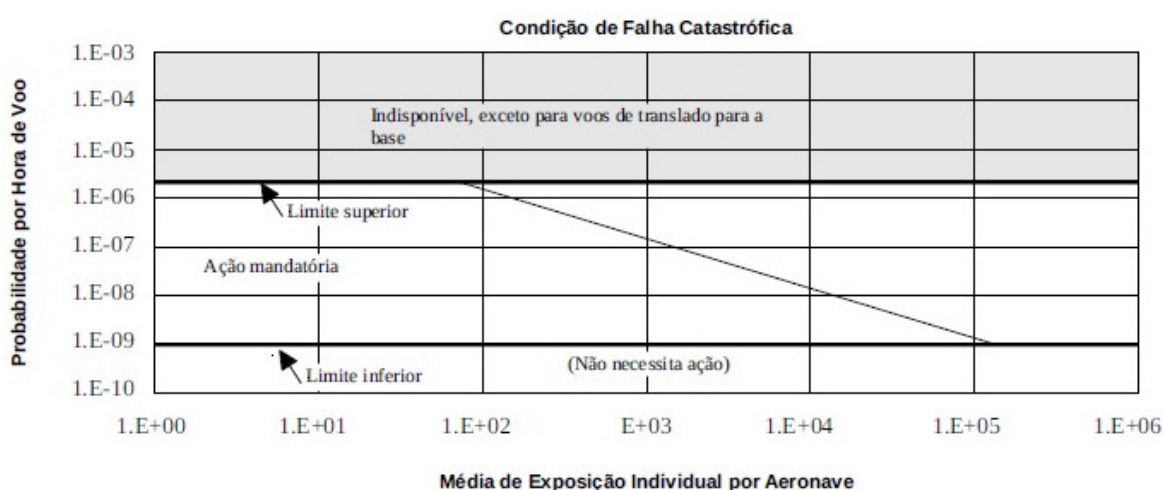 Condição de Falha Catastrófica
Probabilidade por Hora de Voo
1.E-03
1.E-04
1.E-05
1.E-06
1.E-07
1.E-08
1.E-09
1.E-10
Indisponível, exceto para voos de translado para a
base
Limite superior
Ação mandatória
(Não necessita ação)
Limite inferior
1.E+00
1.E+01
1.E+02
E+03
1.E+04
1.E+05
1.E+06
Média de Exposição Individual por Aeronave